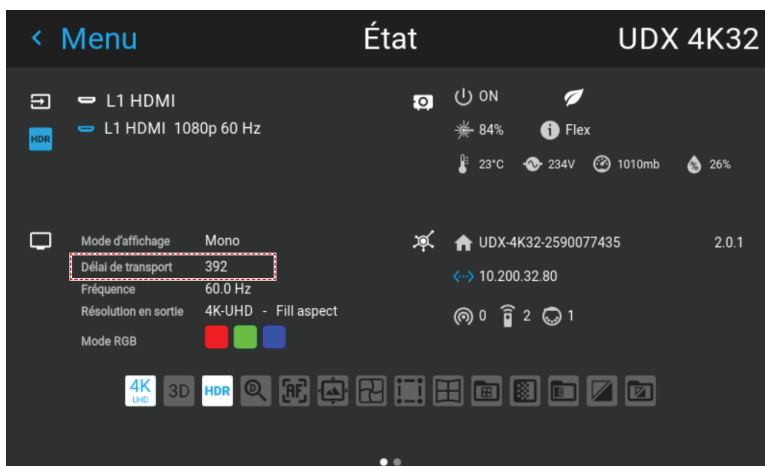 Menu
État
UDX 4K32
L1 HDMI
HDR
L1 HDMI 1080p 60 Hz
ON
84%
Flex
23°C
234V
1010mb
26%
Mode d'affichage Mono
Délai de transport 392
Fréquence 60.0 Hz
Résolution en sortie 4K-UHD - Fill aspect
Mode RGB
UDX-4K32-2590077435 2.0.1
10.200.32.80
0 2 1
4K UHD 3D HDR D AF